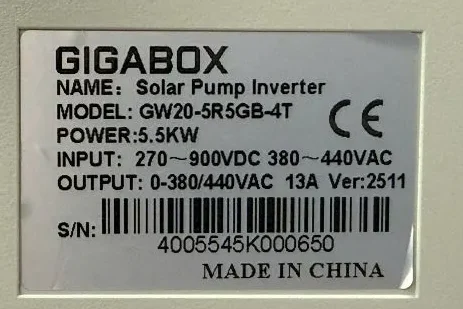 GIGABOX
NAME: Solar Pump Inverter
MODEL: GW20-5R5GB-4T
POWER:5.5KW
INPUT: 270～900VDC 380～440VAC
OUTPUT: 0-380/440VAC 13A Ver:2511
CE
S/N:
4005545K000650
MADE IN CHINA